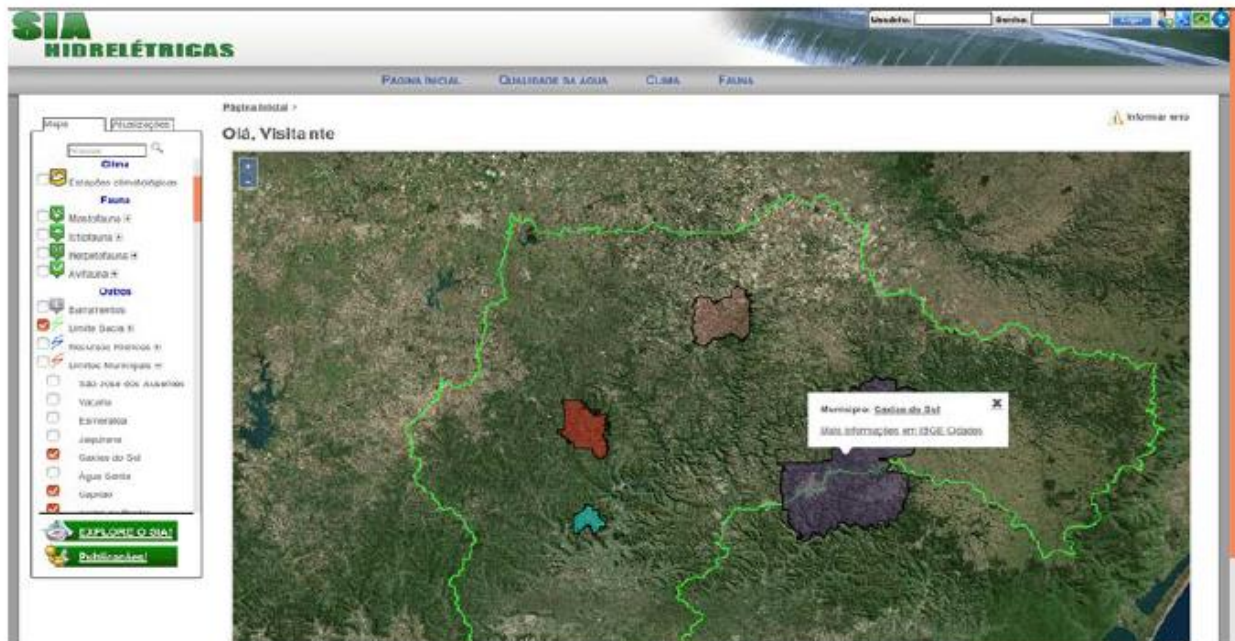 SIA
HIDRELÉTRICAS
Usuário:
Senha:
Login
PÁGINA INICIAL
QUALIDADE DA ÁGUA
CLIMA
FAUNA
Página Inicial >
Informar erro
Olá, Visitante
Mapa
Atualizações
Clima
Estações climatológicas
Fauna
Mastofauna
Ictiofauna
Herpetofauna
Avifauna
Outros
Barramentos
Limite Bacia
Recursos Hídricos
Limites Municipais
São José dos Ausentes
Vacaria
Esmeralda
Jaquirana
Caxias do Sul
Água Santa
Capitão
EXPLORE O SIA!
Publicações!
Município: Caxias do Sul
X
Mais informações em IBGE Cidades